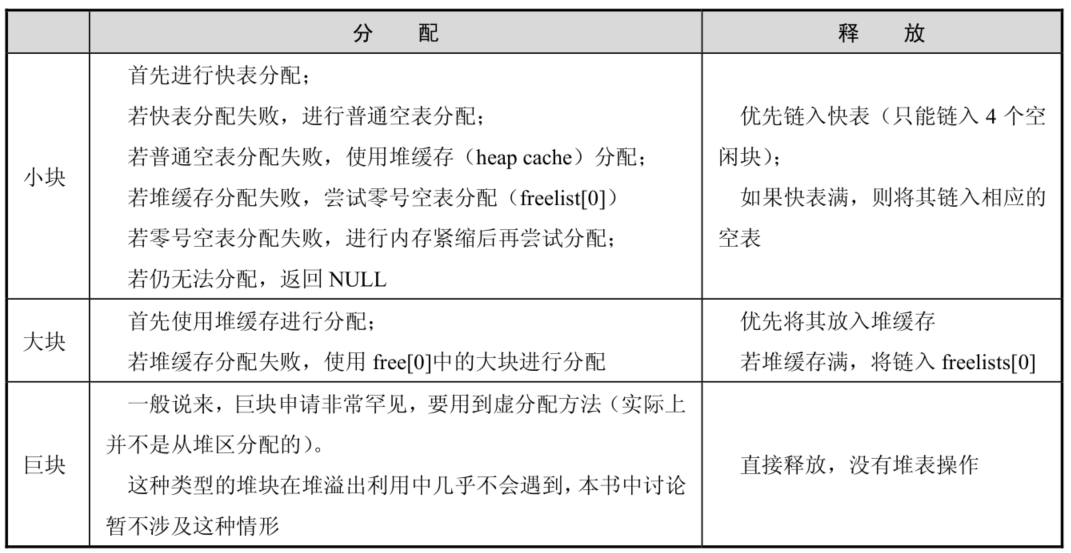 分 配
释 放
小块
首先进行快表分配；
若快表分配失败，进行普通空表分配；
若普通空表分配失败，使用堆缓存（heap cache）分配；
若堆缓存分配失败，尝试零号空表分配（freelist[0]）
若零号空表分配失败，进行内存紧缩后再尝试分配；
若仍无法分配，返回 NULL
优先链入快表（只能链入 4 个空
闲块）；
如果快表满，则将其链入相应的
空表
大块
首先使用堆缓存进行分配；
若堆缓存分配失败，使用 free[0]中的大块进行分配
优先将其放入堆缓存
若堆缓存满，将链入 freelists[0]
巨块
一般说来，巨块申请非常罕见，要用到虚分配方法（实际上
并不是从堆区分配的）。
这种类型的堆块在堆溢出利用中几乎不会遇到，本书中讨论
暂不涉及这种情形
直接释放，没有堆表操作